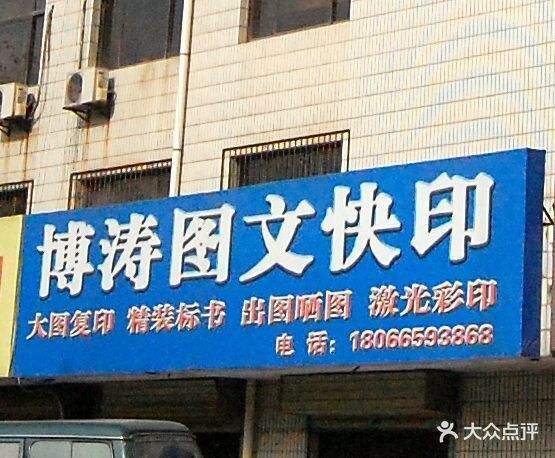 博涛图文快印
大图复印 精装标书 出图晒图 激光彩印
电 话：18066593868
大众点评